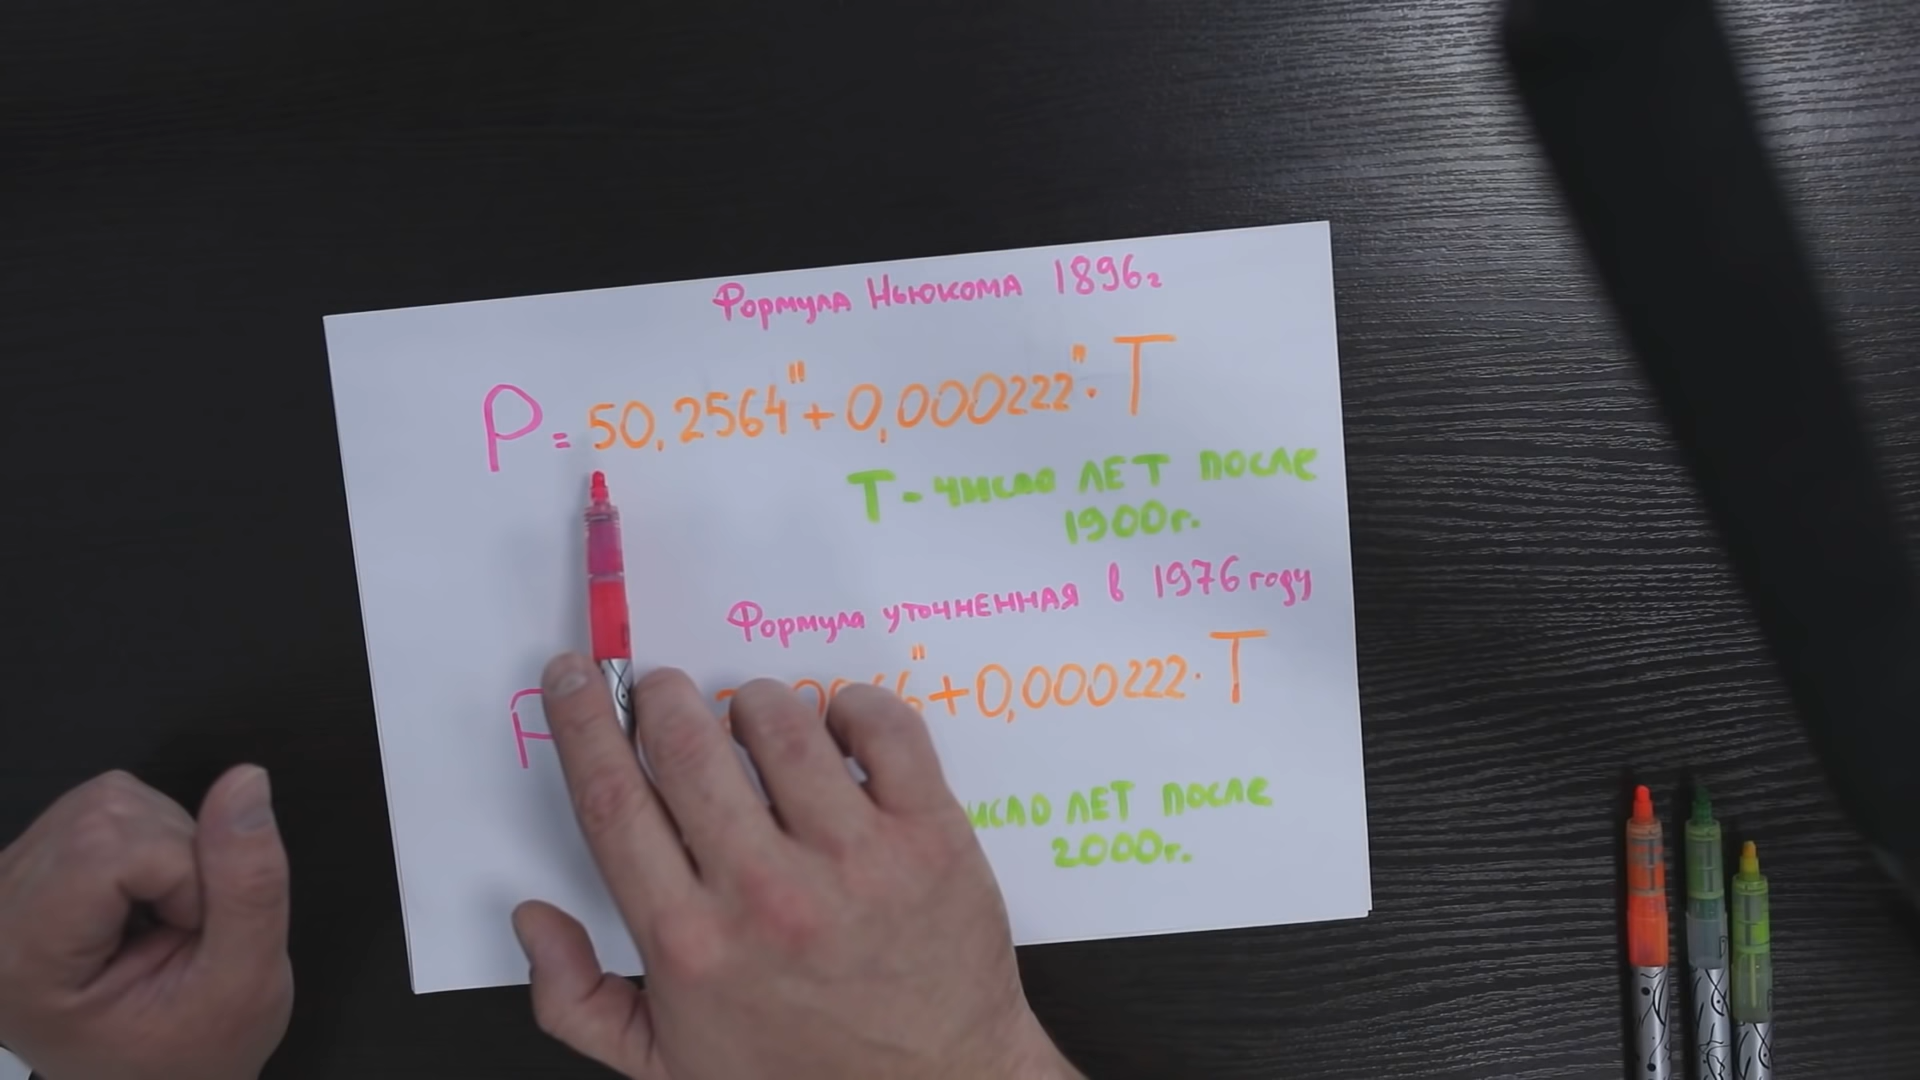 Формула Ньюкома 1896г
P = 50,2564" + 0,000222" · T
T - число ЛЕТ после
1900г.
Формула уточненная в 1976 году
+ 0,000222 · T
ЛЕТ после
2000г.